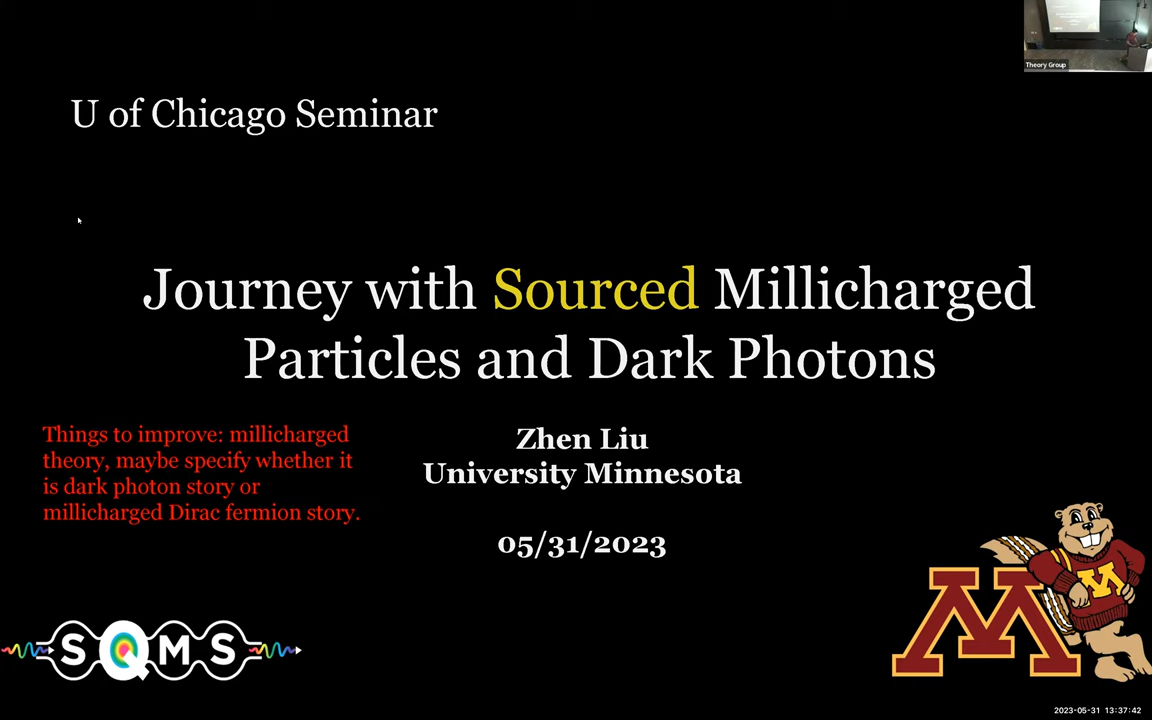 Theory Group
U of Chicago Seminar
Journey with Sourced Millicharged
Particles and Dark Photons
Things to improve: millicharged
theory, maybe specify whether it
is dark photon story or
millicharged Dirac fermion story.
Zhen Liu
University Minnesota
05/31/2023
SQMS
M
M
2023-05-31 13:37:42